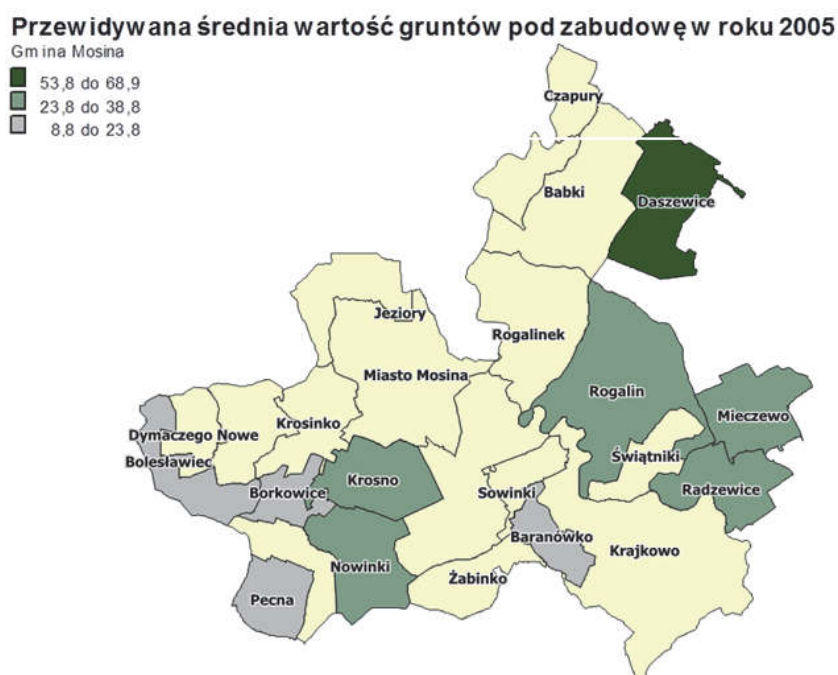 Przewidywana średnia wartość gruntów pod zabudowę w roku 2005
Gmina Mosina
53,8 do 68,9
23,8 do 38,8
8,8 do 23,8
Czapury
Babki
Daszewice
Jeziory
Rogalinek
Miasto Mosina
Rogalin
Mieczewo
Krosinko
Dymaczego Nowe
Świątniki
Bolesławiec
Krosno
Radzewice
Borkowice
Sowinki
Baranówko
Krajkowo
Nowinki
Żabinko
Pecna